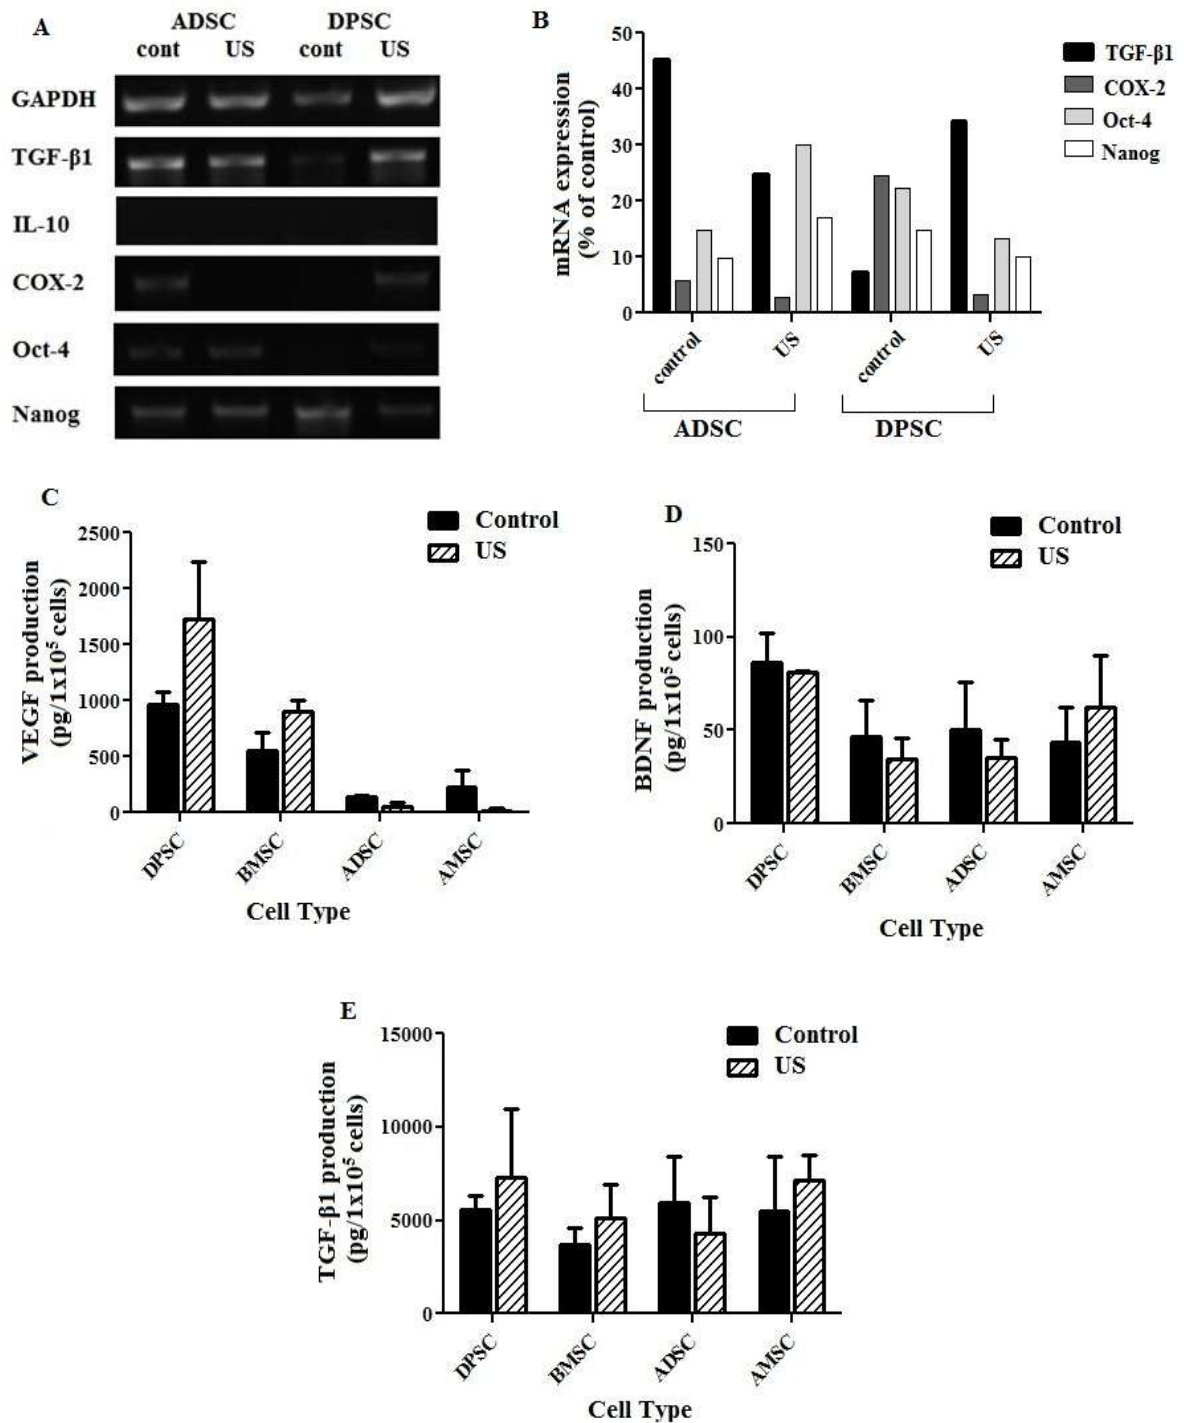 A
ADSC DPSC
cont US cont US
GAPDH
TGF-β1
IL-10
COX-2
Oct-4
Nanog
B
mRNA expression
(% of control)
50
40
30
20
10
0
control US control US
ADSC DPSC
TGF-β1
COX-2
Oct-4
Nanog
C
Control
US
VEGF production
(pg/1x10⁵ cells)
2500
2000
1500
1000
500
0
DPSC BMSC ADSC AMSC
Cell Type
D
Control
US
BDNF production
(pg/1x10⁵ cells)
150
100
50
0
DPSC BMSC ADSC AMSC
Cell Type
E
Control
US
TGF-β1 production
(pg/1x10⁵ cells)
15000
10000
5000
0
DPSC BMSC ADSC AMSC
Cell Type